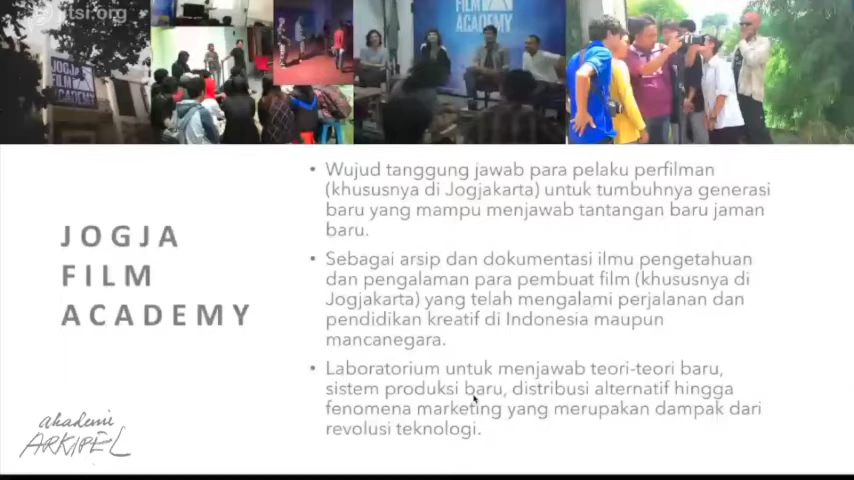 tsi.org
JOGJA
FILM
ACADEMY
FILM
ACADEMY
JOGJA
FILM
ACADEMY
• Wujud tanggung jawab para pelaku perfilman
(khususnya di Jogjakarta) untuk tumbuhnya generasi
baru yang mampu menjawab tantangan baru jaman
baru.
• Sebagai arsip dan dokumentasi ilmu pengetahuan
dan pengalaman para pembuat film (khususnya di
Jogjakarta) yang telah mengalami perjalanan dan
pendidikan kreatif di Indonesia maupun
mancanegara.
• Laboratorium untuk menjawab teori-teori baru,
sistem produksi baru, distribusi alternatif hingga
fenomena marketing yang merupakan dampak dari
revolusi teknologi.
akademi
ARKIPEL